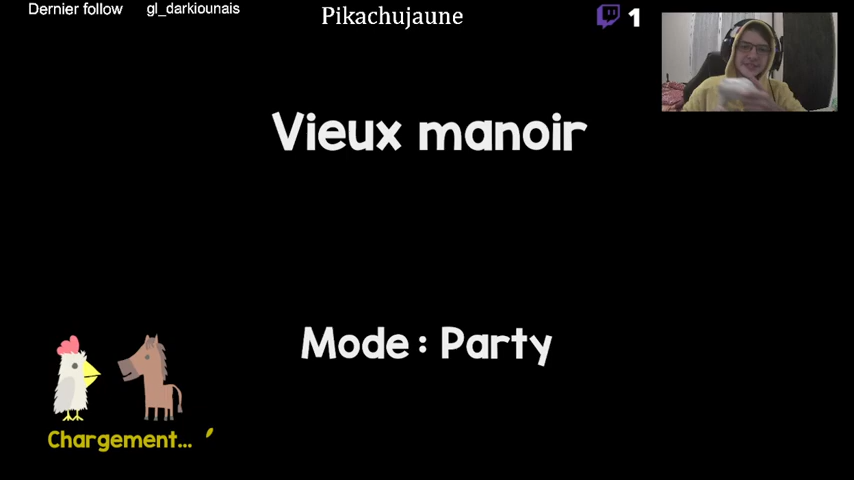 Dernier follow gl_darkiounais
Pikachujaune
1
Vieux manoir
Mode : Party
Chargement...